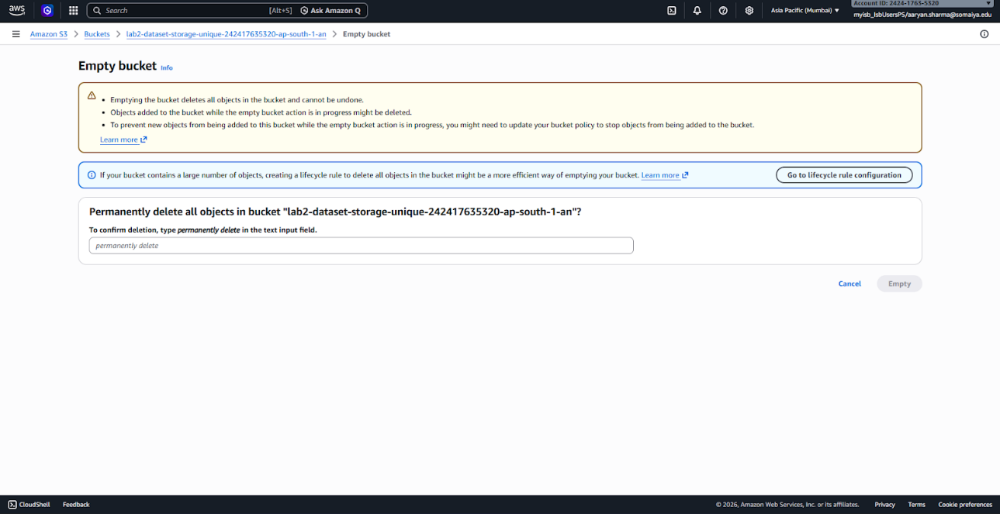 aws
Search
[Alt+S]
Ask Amazon Q
Asia Pacific (Mumbai)
Account ID: 2424-1763-5320
myisb_IsbUsersPS/aaryan.sharma@somaiya.edu
Amazon S3 > Buckets > lab2-dataset-storage-unique-242417635320-ap-south-1-an > Empty bucket
Empty bucket Info
• Emptying the bucket deletes all objects in the bucket and cannot be undone.
• Objects added to the bucket while the empty bucket action is in progress might be deleted.
• To prevent new objects from being added to this bucket while the empty bucket action is in progress, you might need to update your bucket policy to stop objects from being added to the bucket.
Learn more
If your bucket contains a large number of objects, creating a lifecycle rule to delete all objects in the bucket might be a more efficient way of emptying your bucket. Learn more
Go to lifecycle rule configuration
Permanently delete all objects in bucket "lab2-dataset-storage-unique-242417635320-ap-south-1-an"?
To confirm deletion, type permanently delete in the text input field.
permanently delete
Cancel
Empty
CloudShell
Feedback
© 2026, Amazon Web Services, Inc. or its affiliates.
Privacy
Terms
Cookie preferences